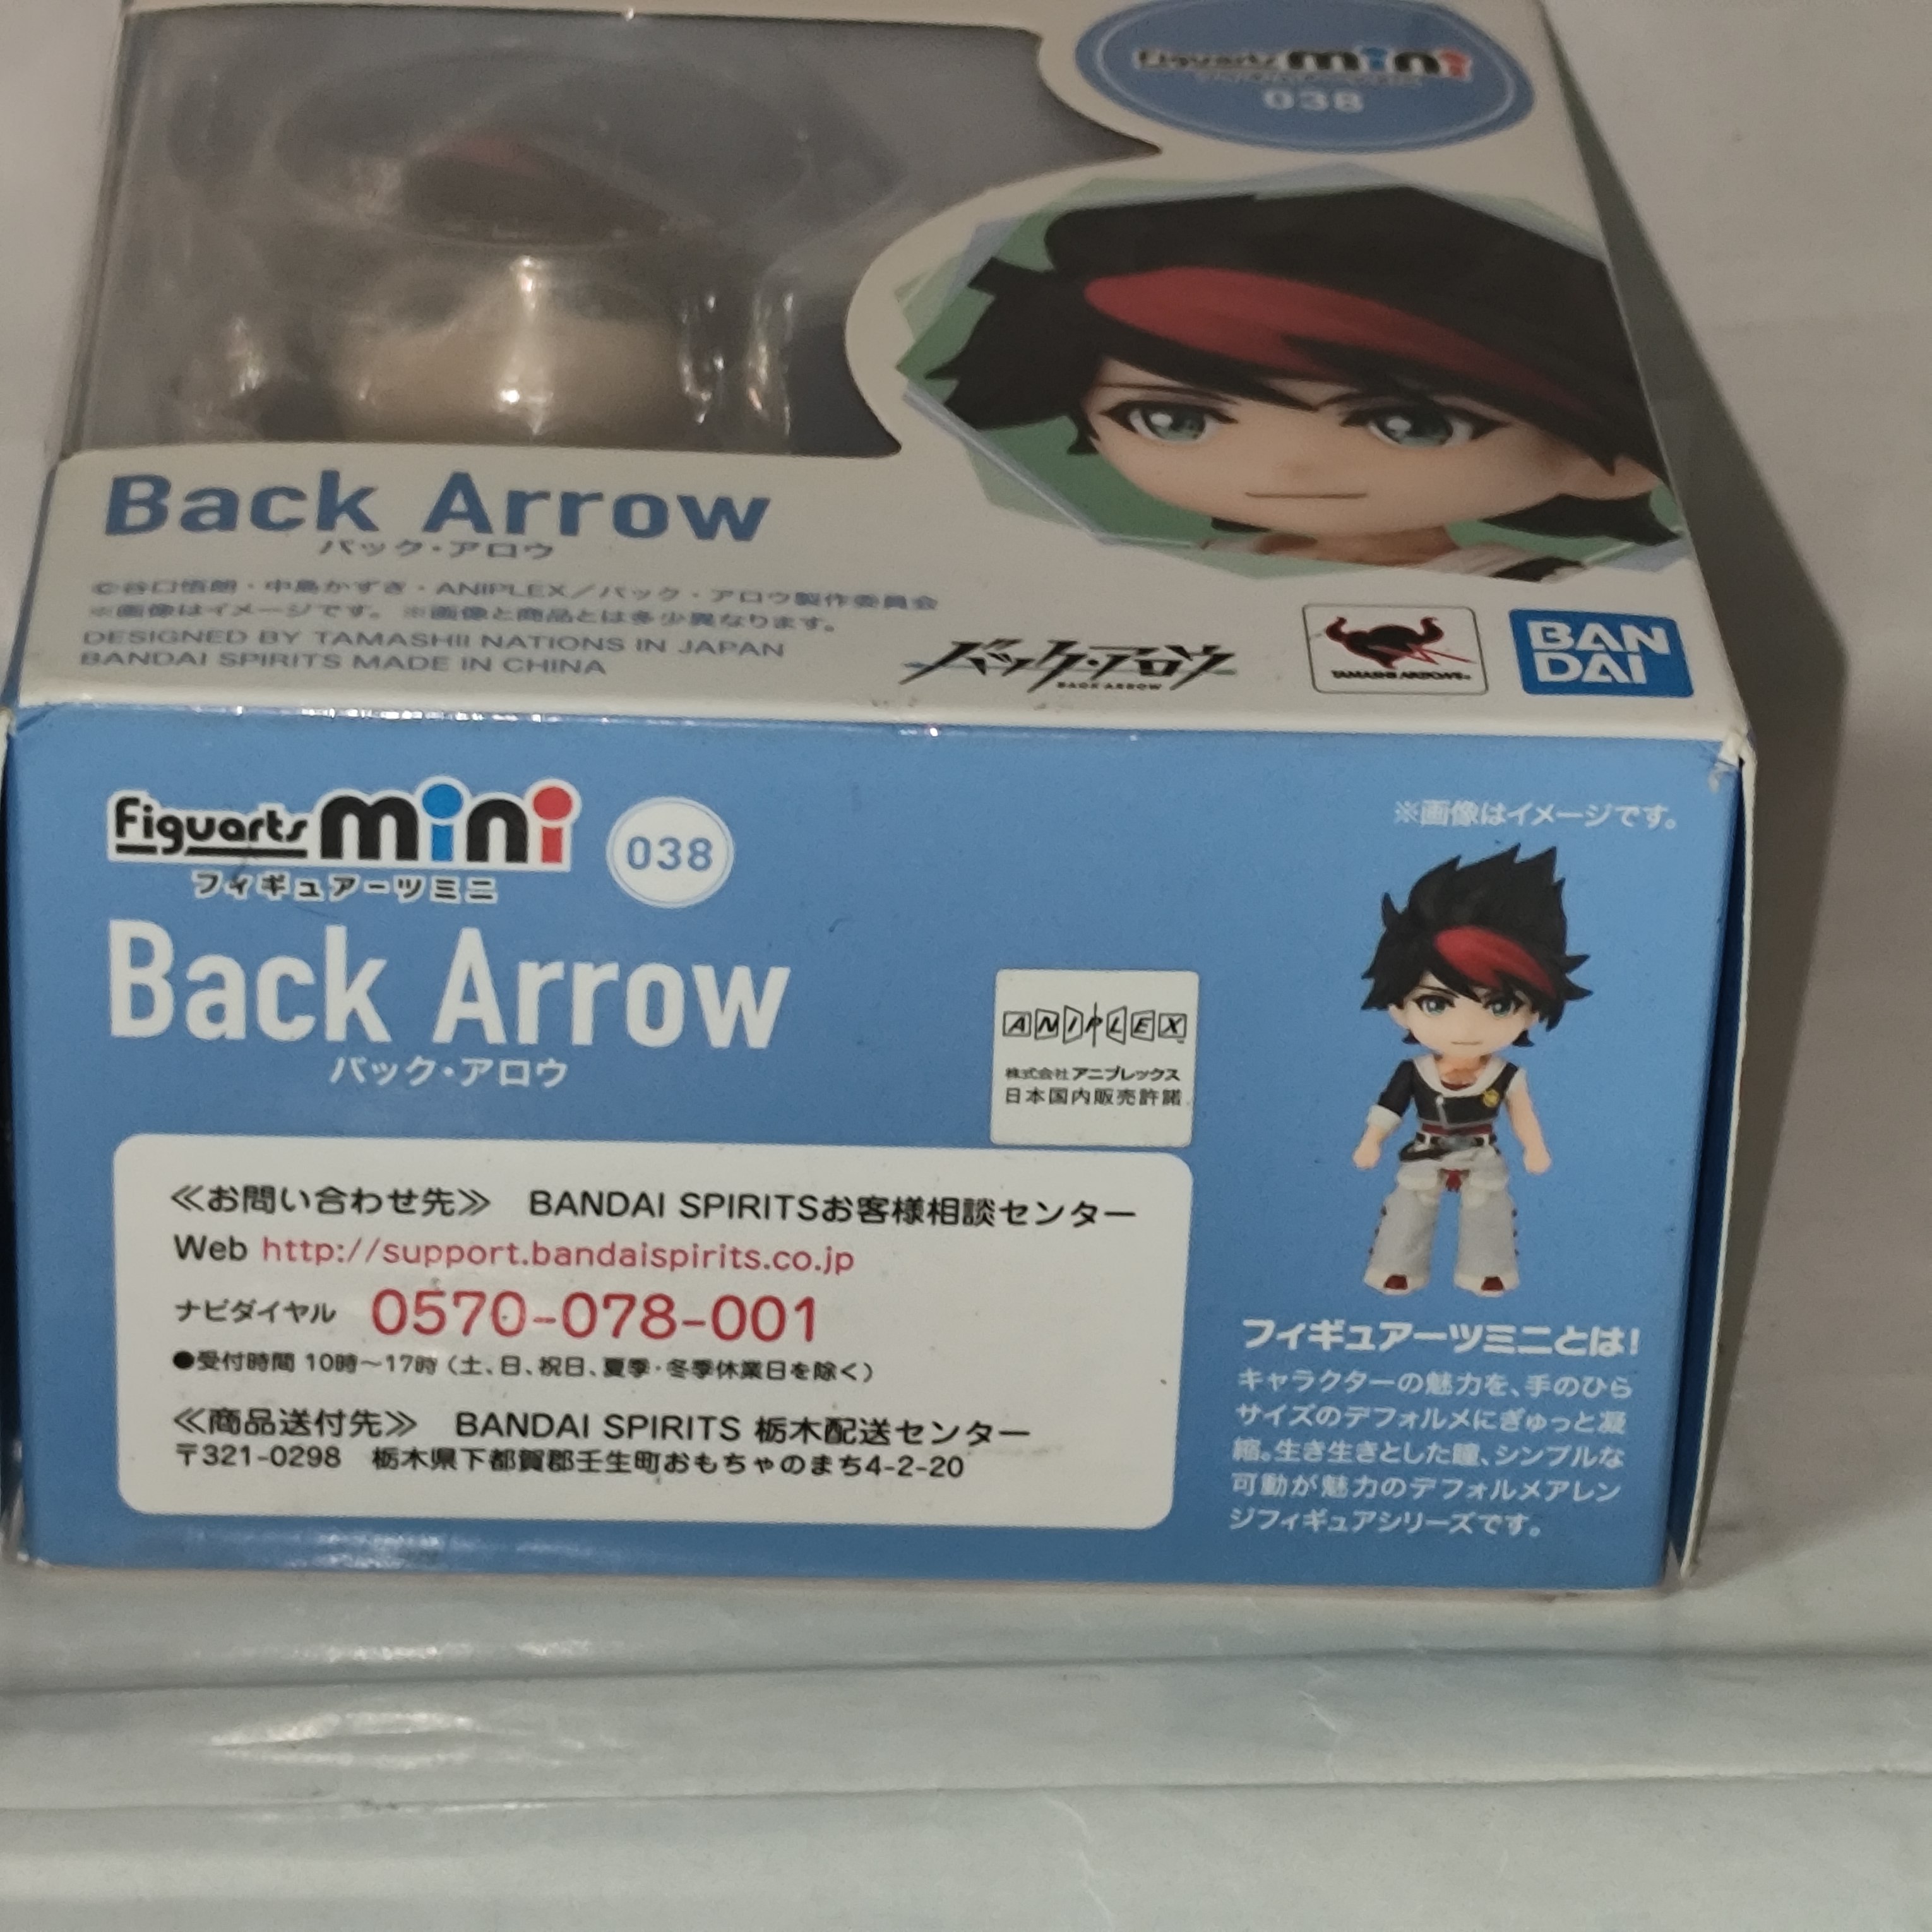 Figuarts mini
038
Back Arrow
バック・アロウ
©谷口悟朗・中島かずき・ANIPLEX／バック・アロウ製作委員会
※画像はイメージです。 ※画像と商品とは多少異なります。
DESIGNED BY TAMASHII NATIONS IN JAPAN
BANDAI SPIRITS MADE IN CHINA
バック・アロウ
BACK ARROW
TAMASHII NATIONS
BAN
DAI
Figuarts mini
フィギュアーツミニ
038
Back Arrow
バック・アロウ
ANIPLEX
株式会社アニプレックス
日本国内販売許諾
≪お問い合わせ先≫ BANDAI SPIRITSお客様相談センター
Web http://support.bandaispirits.co.jp
ナビダイヤル 0570-078-001
●受付時間 10時～17時（土、日、祝日、夏季・冬季休業日を除く）
≪商品送付先≫ BANDAI SPIRITS 栃木配送センター
〒321-0298 栃木県下都賀郡壬生町おもちゃのまち4-2-20
※画像はイメージです。
フィギュアーツミニとは！
キャラクターの魅力を、手のひら
サイズのデフォルメにぎゅっと凝
縮。生き生きとした瞳、シンプルな
可動が魅力のデフォルメアレン
ジフィギュアシリーズです。